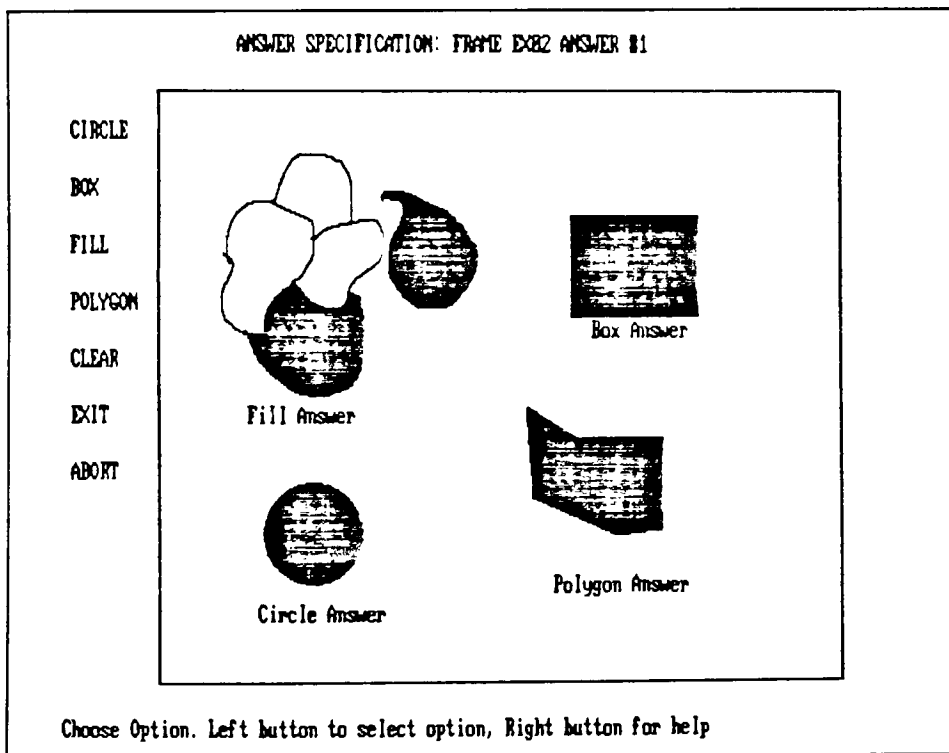 ANSWER SPECIFICATION: FRAME EX82 ANSWER #1
CIRCLE
BOX
FILL
POLYGON
CLEAR
EXIT
ABORT
Box Answer
Fill Answer
Polygon Answer
Circle Answer
Choose Option. Left button to select option, Right button for help